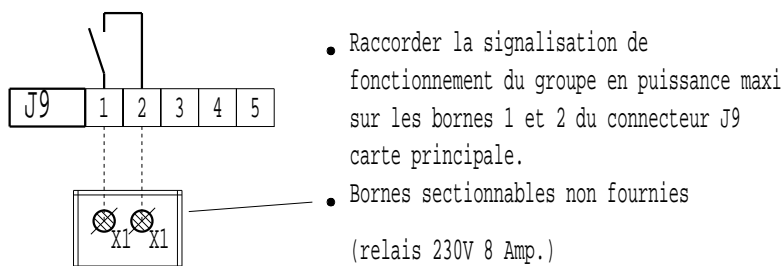 J9 1 2 3 4 5
X1 X1
• Raccorder la signalisation de
fonctionnement du groupe en puissance maxi
sur les bornes 1 et 2 du connecteur J9
carte principale.
• Bornes sectionnables non fournies
(relais 230V 8 Amp.)